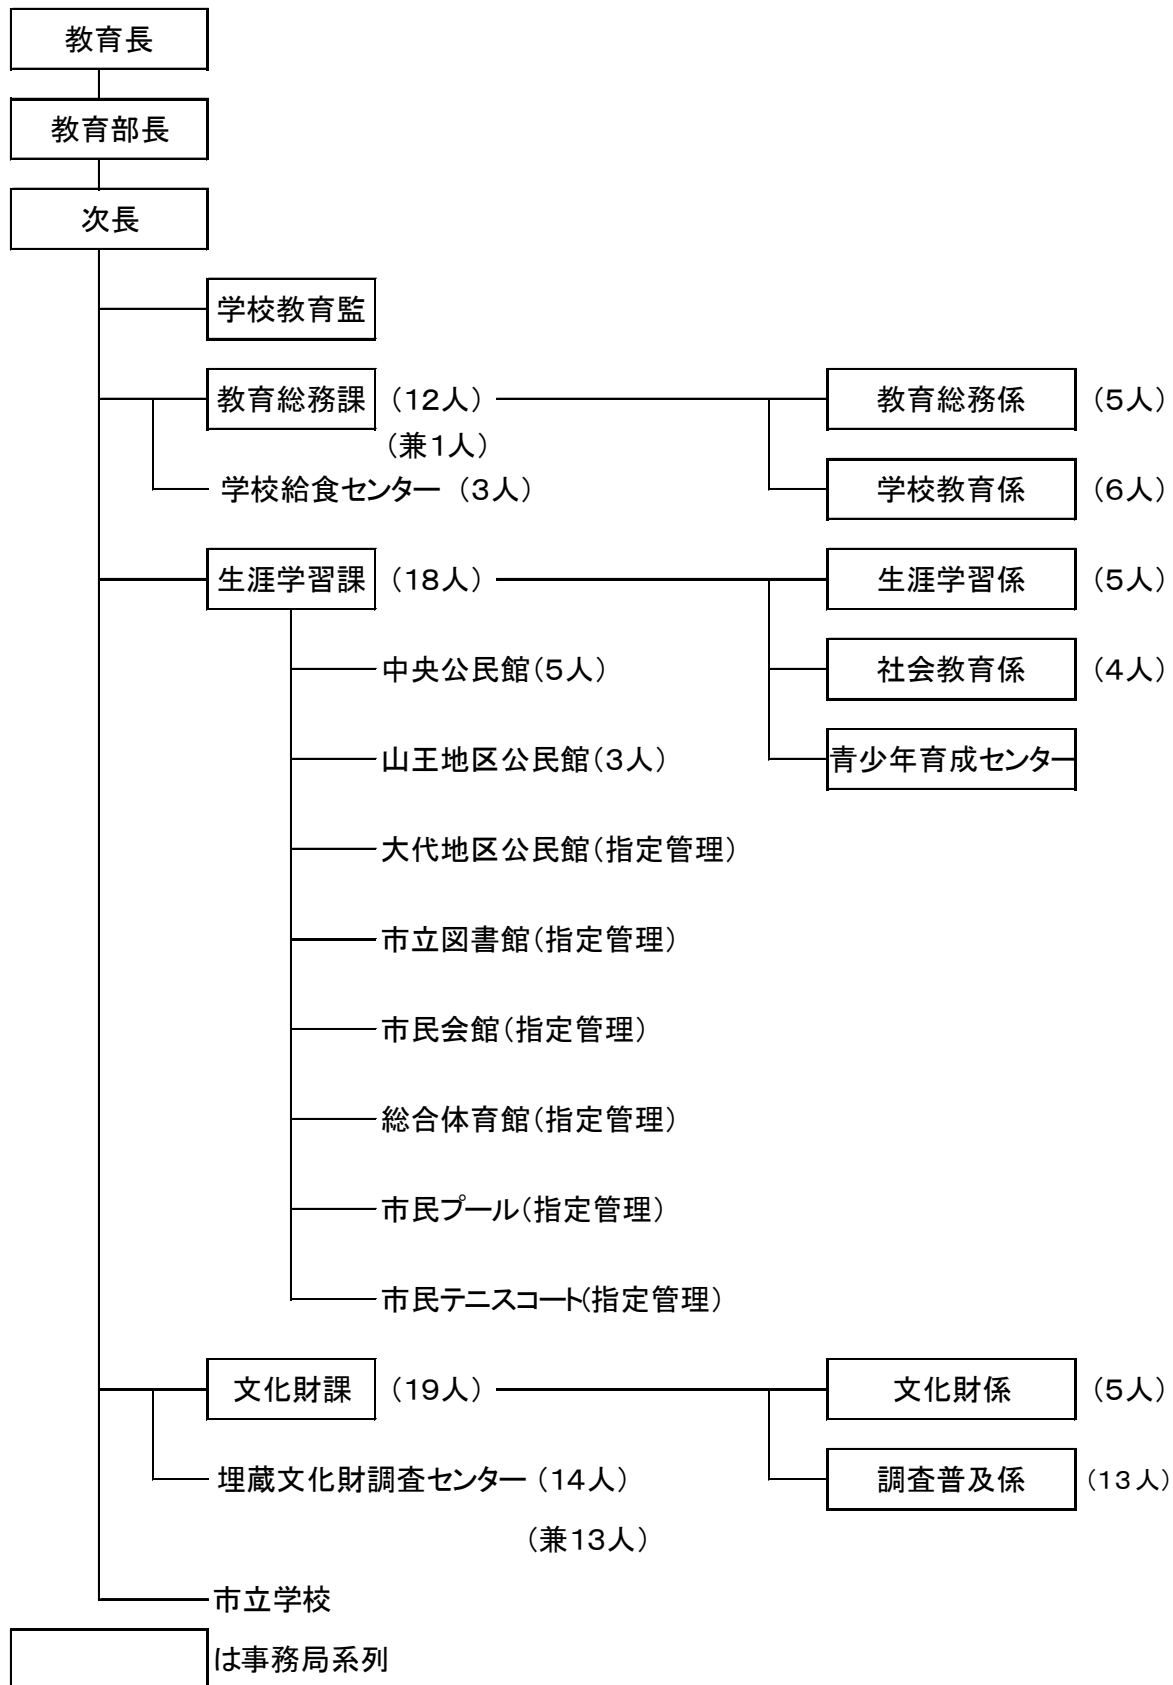 教育長
教育部長
次長
学校教育監
教育総務課 (12人) 教育総務係 (5人)
(兼1人)
学校給食センター (3人) 学校教育係 (6人)
生涯学習課 (18人) 生涯学習係 (5人)
中央公民館(5人) 社会教育係 (4人)
山王地区公民館(3人) 青少年育成センター
大代地区公民館(指定管理)
市立図書館(指定管理)
市民会館(指定管理)
総合体育館(指定管理)
市民プール(指定管理)
市民テニスコート(指定管理)
文化財課 (19人) 文化財係 (5人)
埋蔵文化財調査センター (14人) 調査普及係 (13人)
(兼13人)
市立学校
は事務局系列